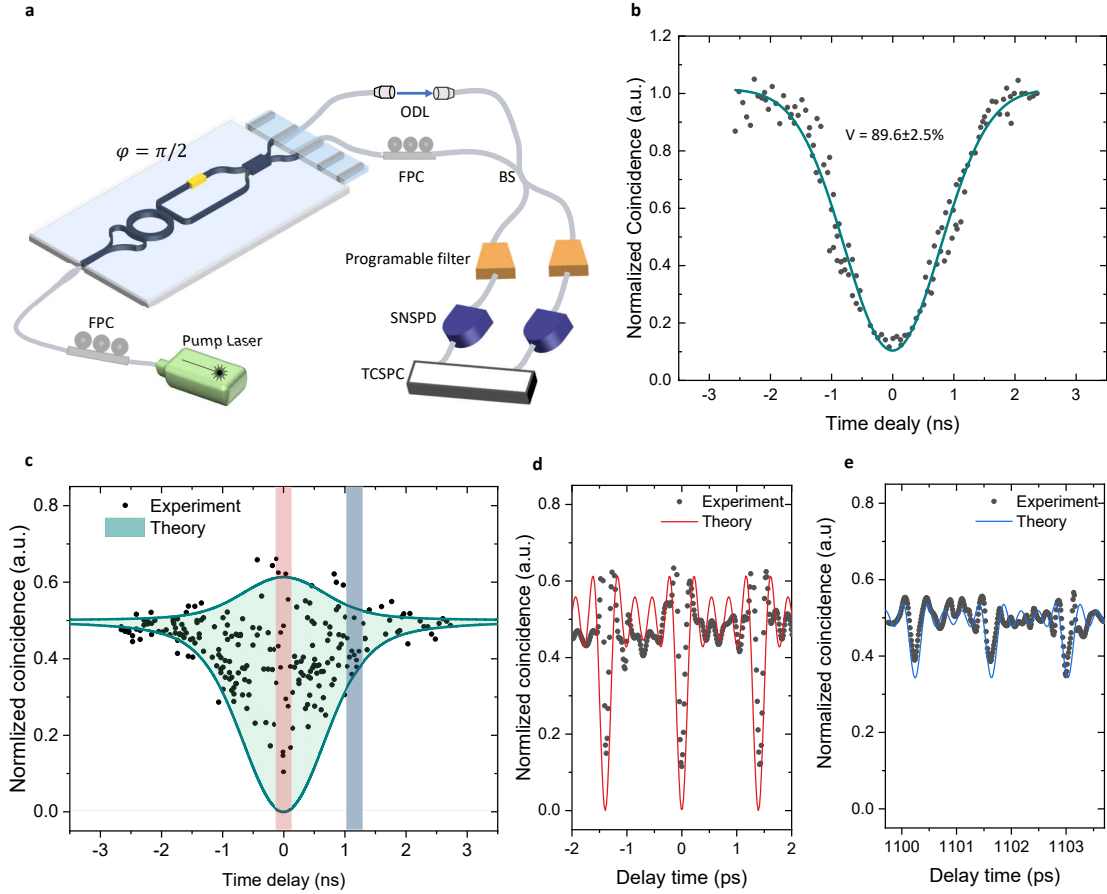 a
φ = π/2
ODL
FPC
BS
Programable filter
SNSPD
TCSPC
FPC
Pump Laser
b
Normalized Coincidence (a.u.)
1.2
1.0
0.8
0.6
0.4
0.2
0.0
V = 89.6±2.5%
-3 -2 -1 0 1 2 3
Time dealy (ns)
c
Normlized coincidence (a.u.)
0.8
0.6
0.4
0.2
0.0
Experiment
Theory
-3 -2 -1 0 1 2 3
Time delay (ns)
d
Normalized coincidence (a.u.)
0.8
0.6
0.4
0.2
0.0
Experiment
Theory
-2 -1 0 1 2
Delay time (ps)
e
Normalized coincidence (a.u)
0.8
0.6
0.4
0.2
0.0
Experiment
Theory
1100 1101 1102 1103
Delay time (ps)